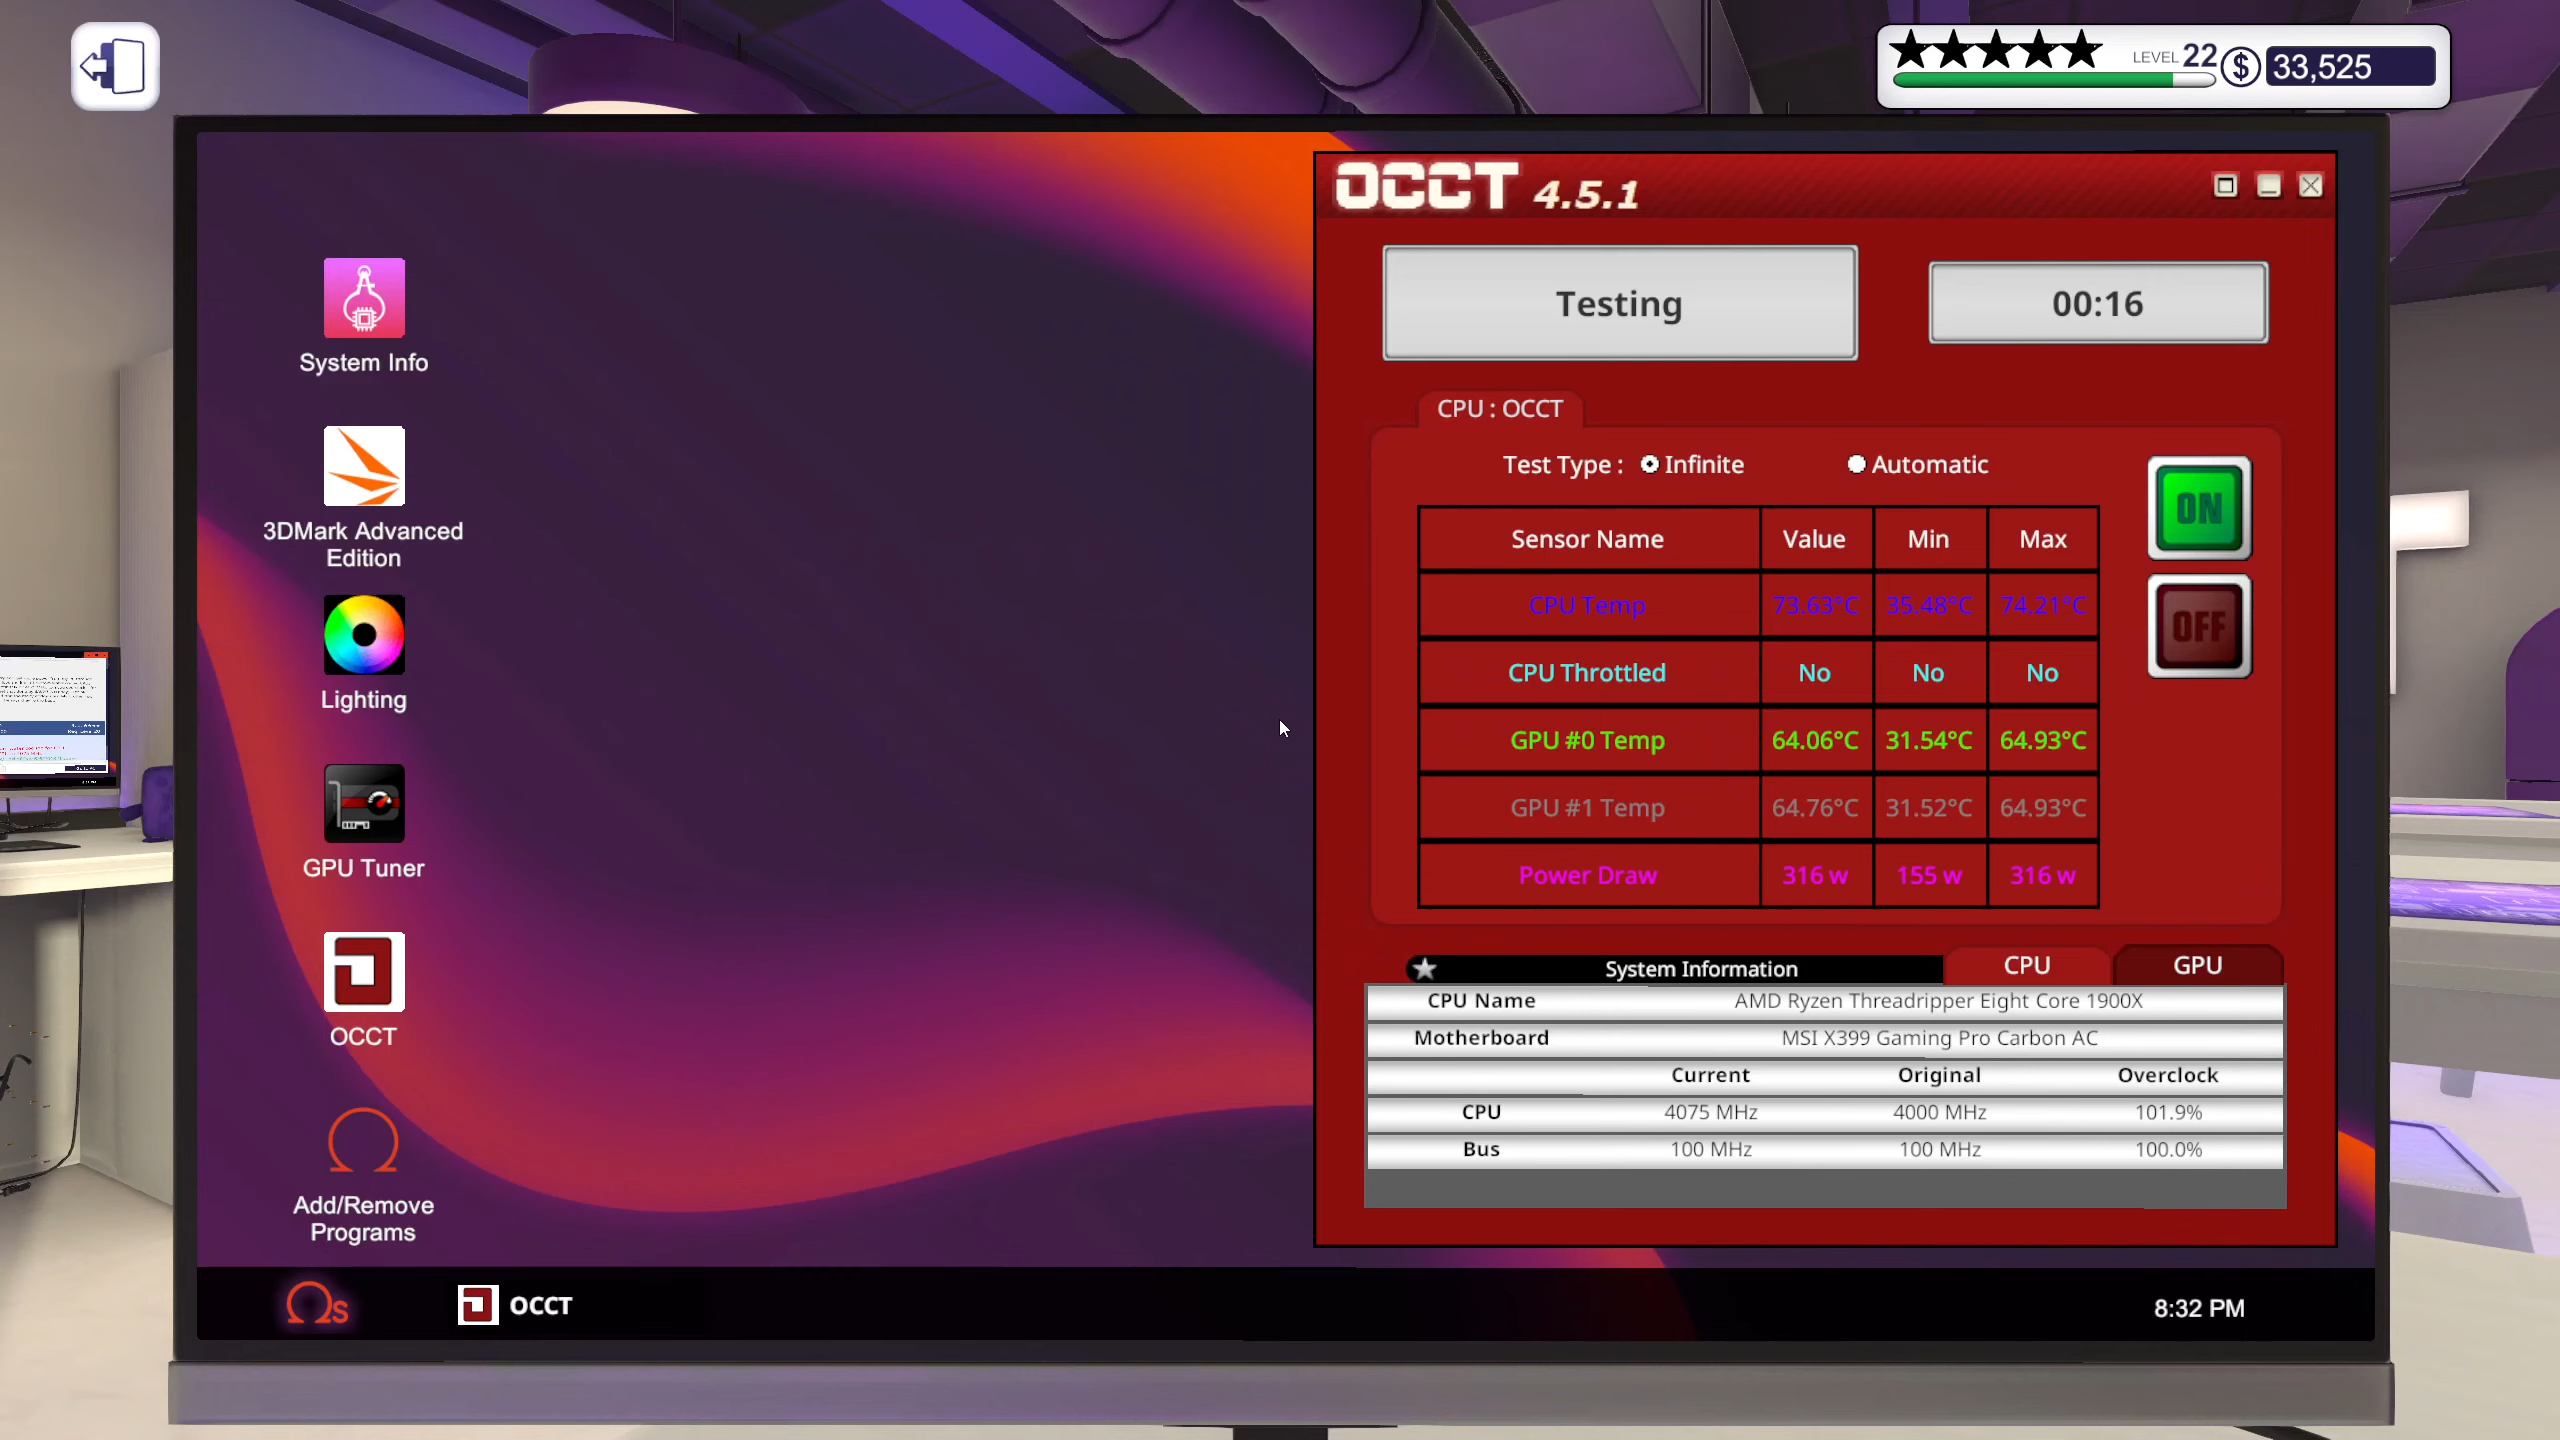 LEVEL 22
33,525
OCCT 4.5.1
Testing
00:16
CPU : OCCT
Test Type : Infinite Automatic
ON
OFF
Sensor Name Value Min Max
CPU Temp 73.63°C 35.48°C 74.21°C
CPU Throttled No No No
GPU #0 Temp 64.06°C 31.54°C 64.93°C
GPU #1 Temp 64.76°C 31.52°C 64.93°C
Power Draw 316 w 155 w 316 w
System Information CPU GPU
CPU Name AMD Ryzen Threadripper Eight Core 1900X
Motherboard MSI X399 Gaming Pro Carbon AC
Current Original Overclock
CPU 4075 MHz 4000 MHz 101.9%
Bus 100 MHz 100 MHz 100.0%
System Info
3DMark Advanced
Edition
Lighting
GPU Tuner
OCCT
Add/Remove
Programs
Ωs
OCCT
8:32 PM